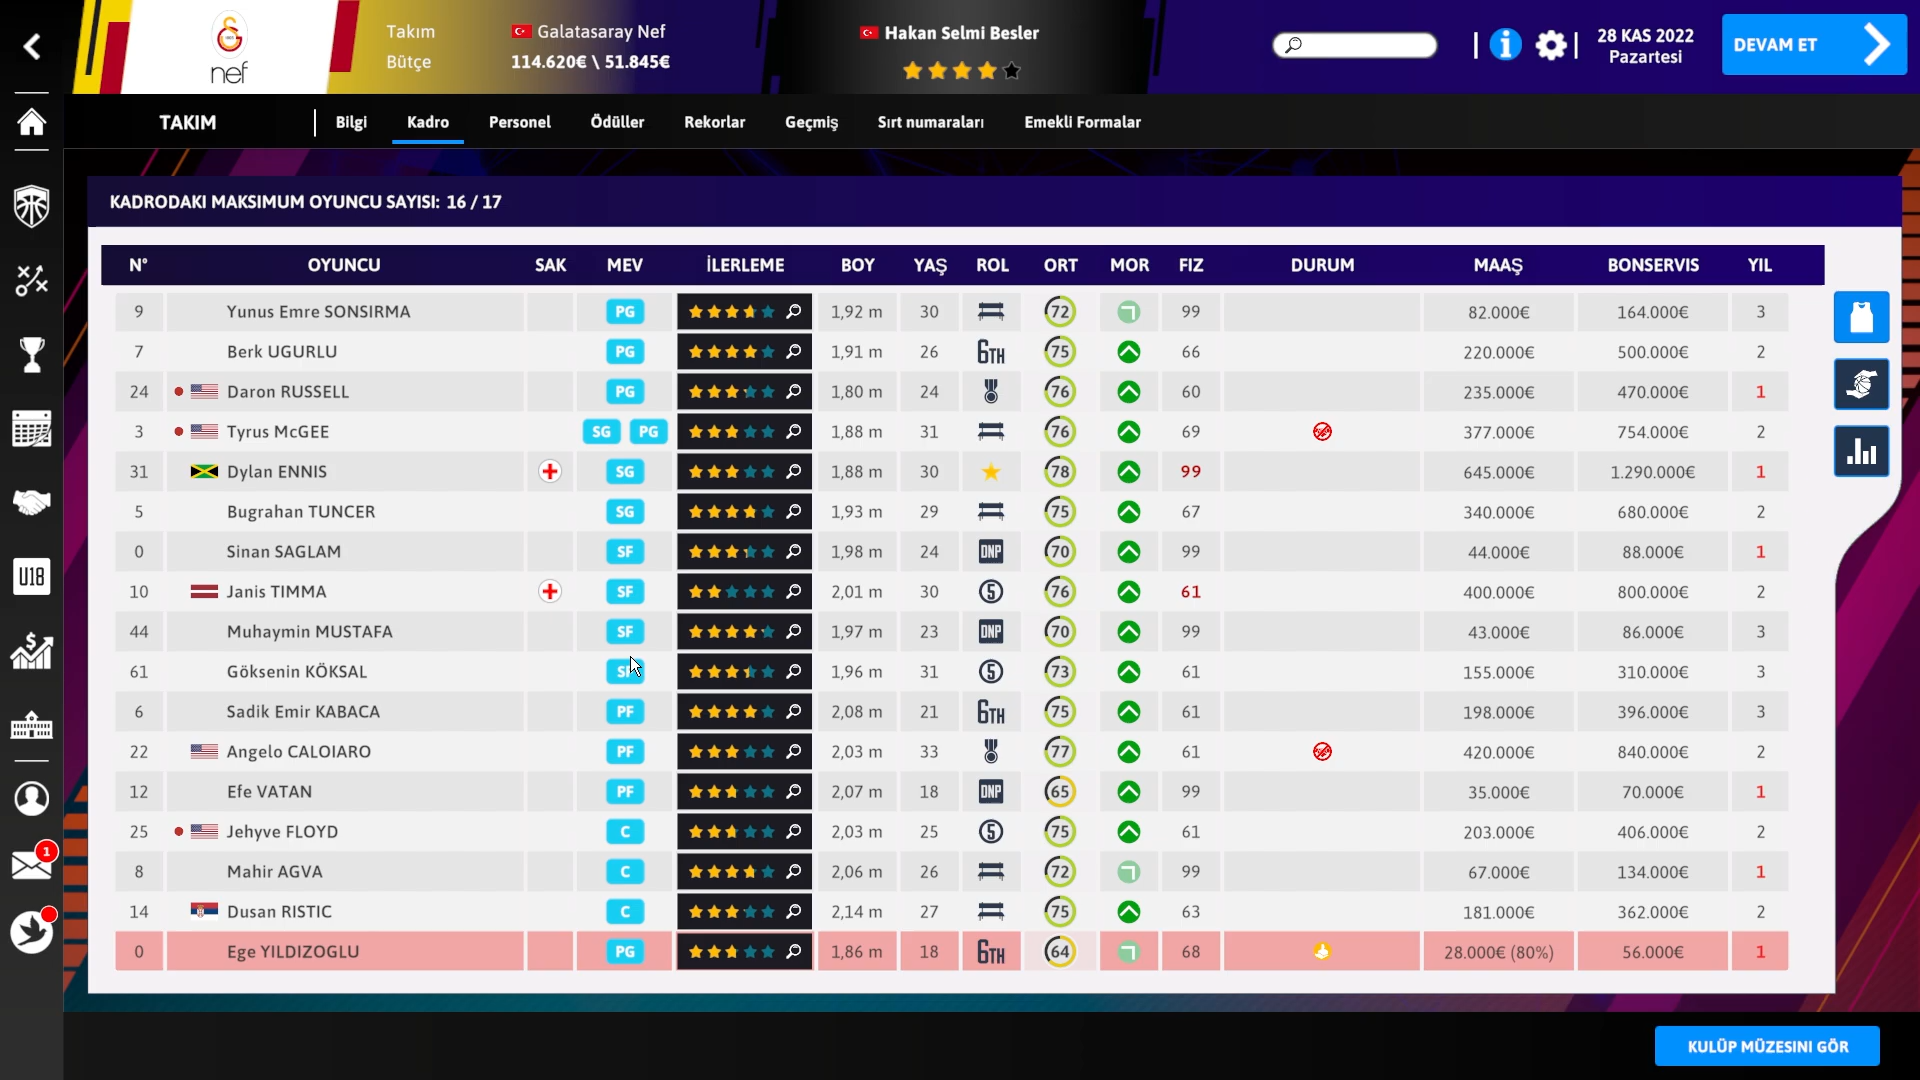 nef
Takım
Galatasaray Nef
Bütçe
114.620€ \ 51.845€
Hakan Selmi Besler
28 KAS 2022
Pazartesi
DEVAM ET
TAKIM
Bilgi Kadro Personel Ödüller Rekorlar Geçmiş Sırt numaraları Emekli Formalar
KADRODAKI MAKSIMUM OYUNCU SAYISI: 16 / 17
N° OYUNCU SAK MEV İLERLEME BOY YAŞ ROL ORT MOR FIZ DURUM MAAŞ BONSERVIS YIL
9 Yunus Emre SONSIRMA PG 1,92 m 30 72 99 82.000€ 164.000€ 3
7 Berk UGURLU PG 1,91 m 26 6TH 75 66 220.000€ 500.000€ 2
24 Daron RUSSELL PG 1,80 m 24 76 60 235.000€ 470.000€ 1
3 Tyrus McGEE SG PG 1,88 m 31 76 69 377.000€ 754.000€ 2
31 Dylan ENNIS SG 1,88 m 30 78 99 645.000€ 1.290.000€ 1
5 Bugrahan TUNCER SG 1,93 m 29 75 67 340.000€ 680.000€ 2
0 Sinan SAGLAM SF 1,98 m 24 DNP 70 99 44.000€ 88.000€ 1
10 Janis TIMMA SF 2,01 m 30 5 76 61 400.000€ 800.000€ 2
44 Muhaymin MUSTAFA SF 1,97 m 23 DNP 70 99 43.000€ 86.000€ 3
61 Göksenin KÖKSAL SF 1,96 m 31 5 73 61 155.000€ 310.000€ 3
6 Sadik Emir KABACA PF 2,08 m 21 6TH 75 61 198.000€ 396.000€ 3
22 Angelo CALOIARO PF 2,03 m 33 77 61 420.000€ 840.000€ 2
12 Efe VATAN PF 2,07 m 18 DNP 65 99 35.000€ 70.000€ 1
25 Jehyve FLOYD C 2,03 m 25 5 75 61 203.000€ 406.000€ 2
8 Mahir AGVA C 2,06 m 26 72 99 67.000€ 134.000€ 1
14 Dusan RISTIC C 2,14 m 27 75 63 181.000€ 362.000€ 2
0 Ege YILDIZOGLU PG 1,86 m 18 6TH 64 68 28.000€ (80%) 56.000€ 1
U18
1
KULÜP MÜZESINI GÖR